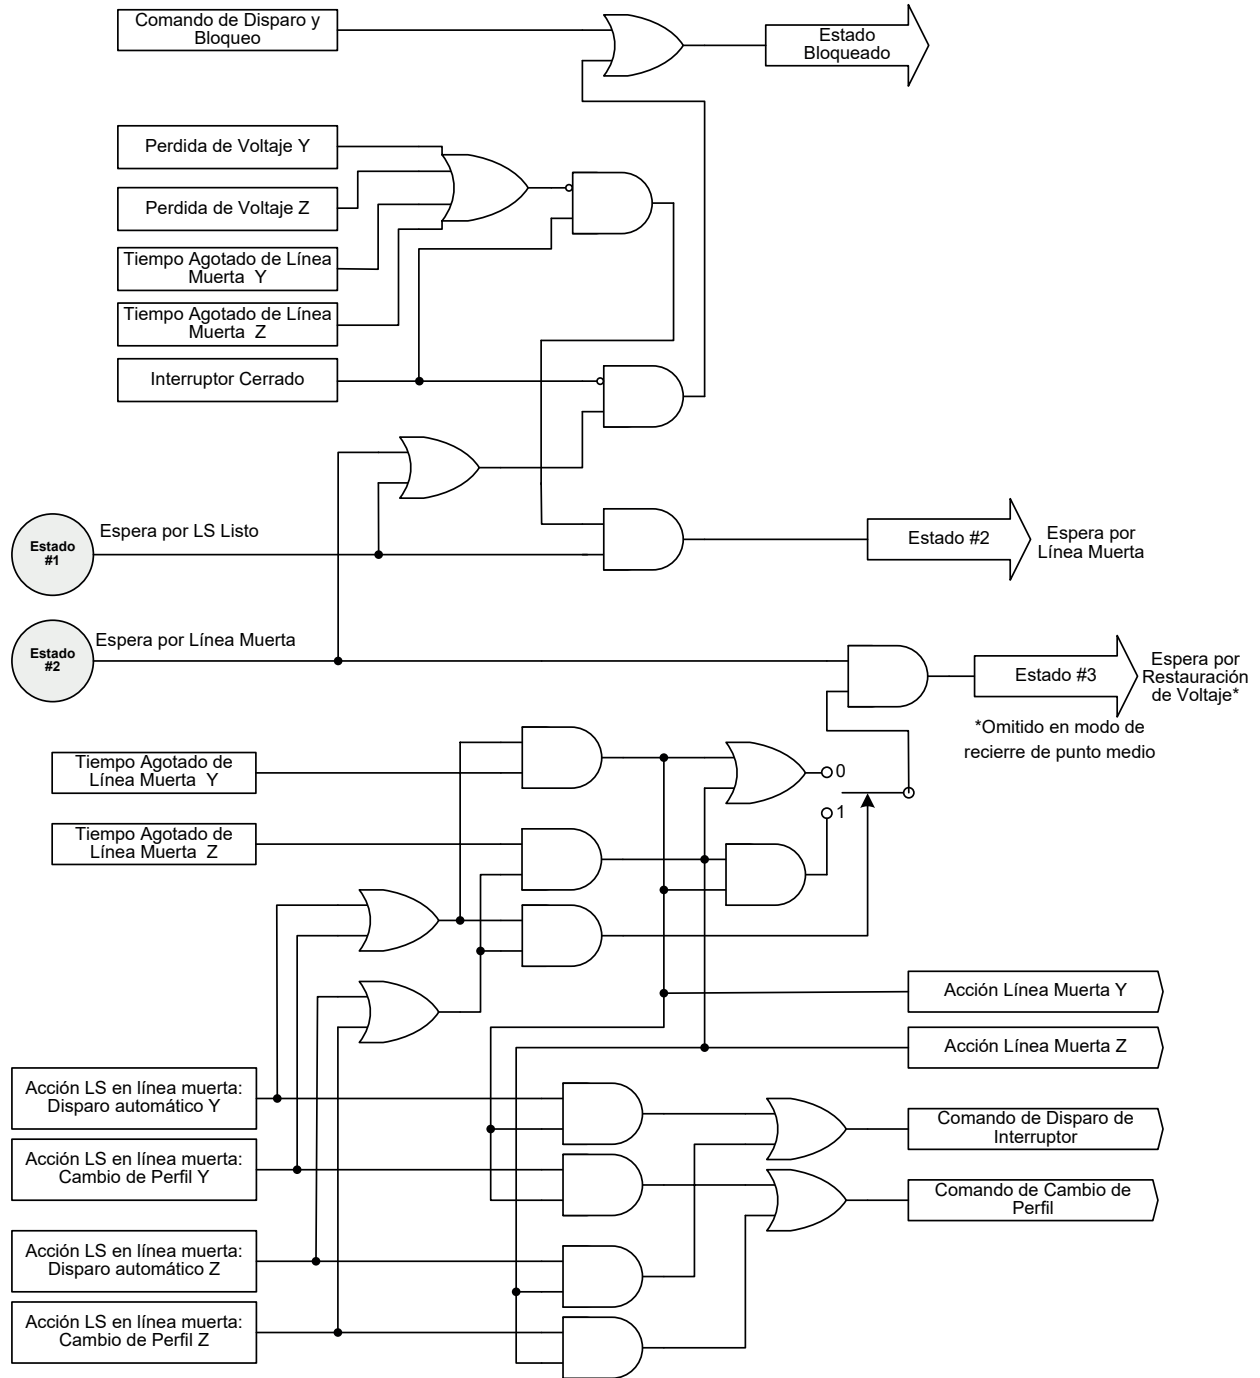 Comando de Disparo y
Bloqueo
Estado
Bloqueado
Perdida de Voltaje Y
Perdida de Voltaje Z
Tiempo Agotado de Línea
Muerta Y
Tiempo Agotado de Línea
Muerta Z
Interruptor Cerrado
Estado
#1
Espera por LS Listo
Estado #2
Espera por
Línea Muerta
Estado
#2
Espera por Línea Muerta
Estado #3
Espera por
Restauración
de Voltaje*
*Omitido en modo de
recierre de punto medio
Tiempo Agotado de
Línea Muerta Y
0
1
Tiempo Agotado de
Línea Muerta Z
Acción Línea Muerta Y
Acción Línea Muerta Z
Acción LS en línea muerta:
Disparo automático Y
Comando de Disparo de
Interruptor
Acción LS en línea muerta:
Cambio de Perfil Y
Comando de Cambio de
Perfil
Acción LS en línea muerta:
Disparo automático Z
Acción LS en línea muerta:
Cambio de Perfil Z